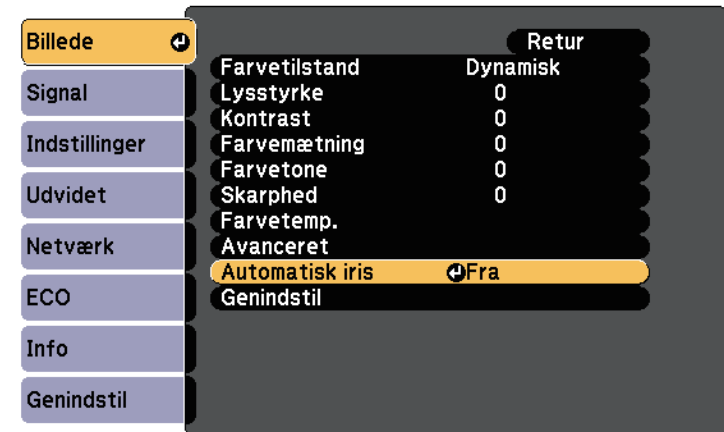 Billede
Signal
Indstillinger
Udvidet
Netværk
ECO
Info
Genindstil
Retur
Farvetilstand Dynamisk
Lysstyrke 0
Kontrast 0
Farvemætning 0
Farvetone 0
Skarphed 0
Farvetemp.
Avanceret
Automatisk iris Fra
Genindstil